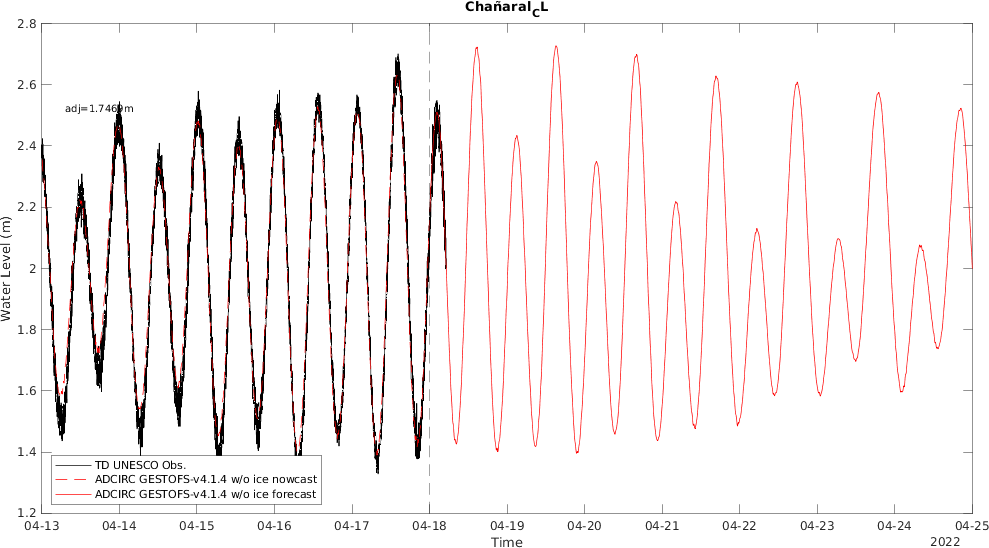 Chañaral_CL
2.8
2.6
2.4
2.2
2
1.8
1.6
1.4
1.2
Water Level (m)
adj=1.7469m
TD UNESCO Obs.
ADCIRC GESTOFS-v4.1.4 w/o ice nowcast
ADCIRC GESTOFS-v4.1.4 w/o ice forecast
04-13 04-14 04-15 04-16 04-17 04-18 04-19 04-20 04-21 04-22 04-23 04-24 04-25
Time
2022